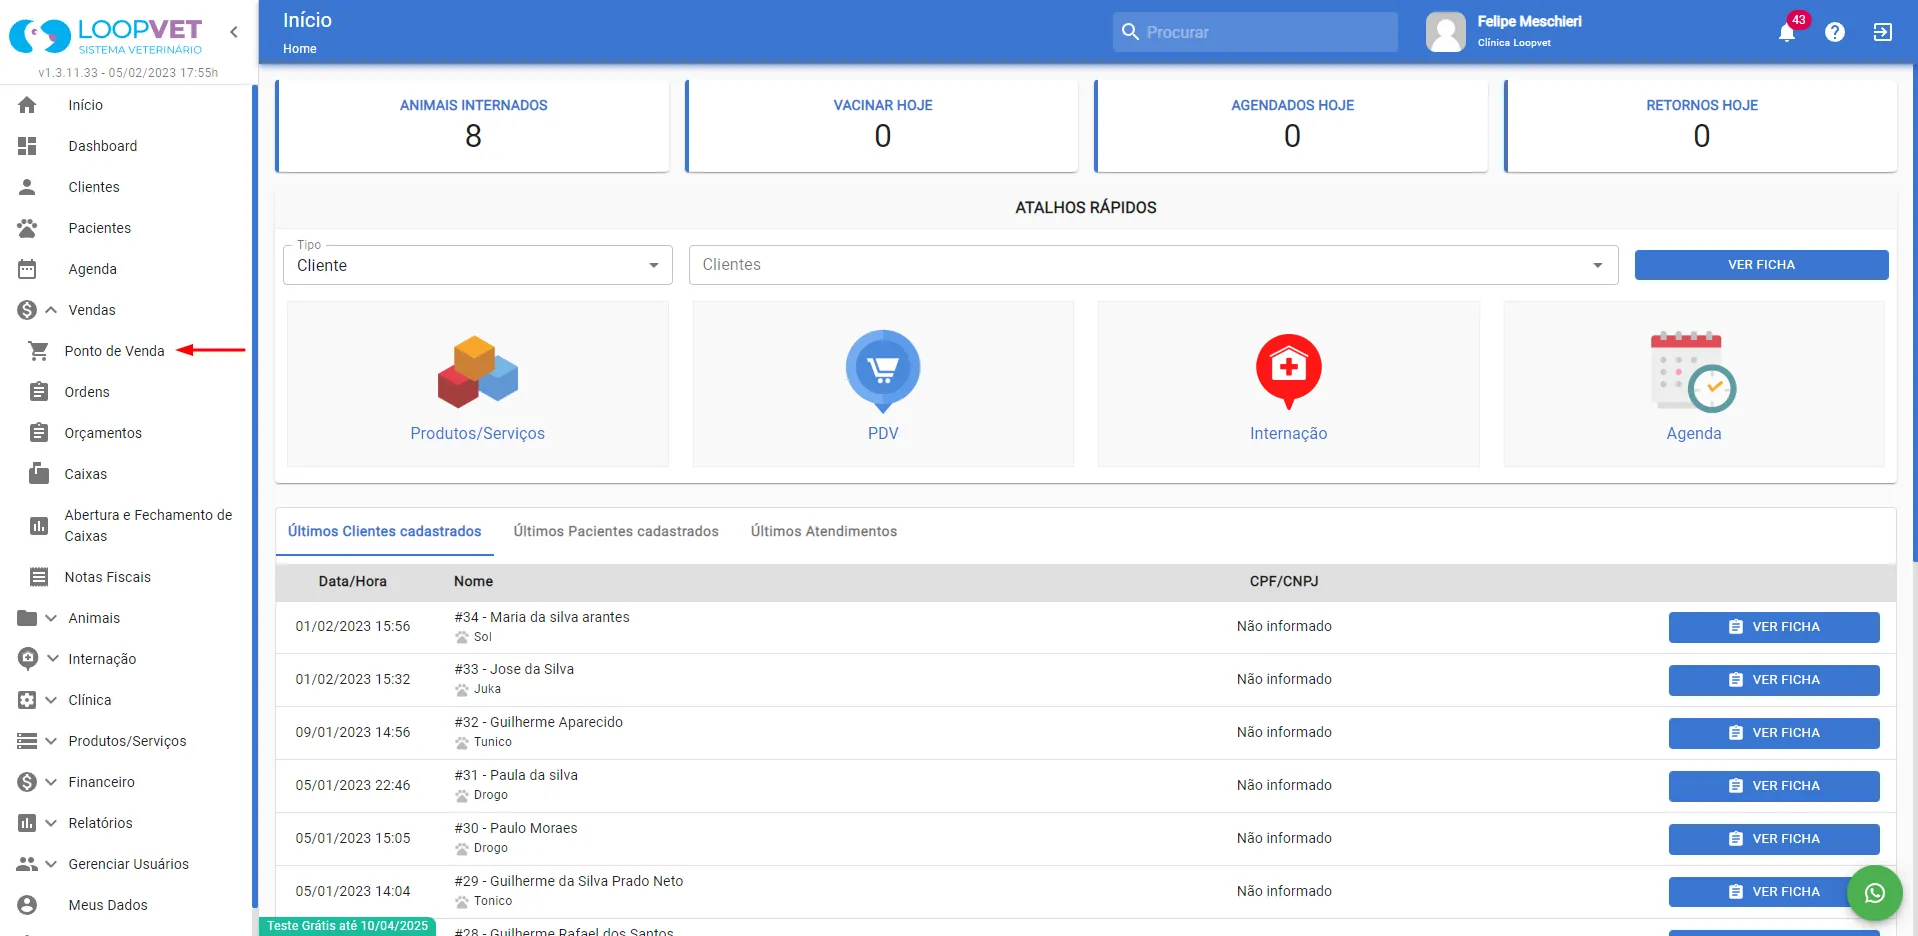 LOOPVET
SISTEMA VETERINÁRIO
v1.3.11.33 - 05/02/2023 17:55h
Início
Dashboard
Clientes
Pacientes
Agenda
Vendas
Ponto de Venda
Ordens
Orçamentos
Caixas
Abertura e Fechamento de
Caixas
Notas Fiscais
Animais
Internação
Clínica
Produtos/Serviços
Financeiro
Relatórios
Gerenciar Usuários
Meus Dados
Início
Home
Procurar
Felipe Meschieri
Clínica Loopvet
43
ANIMAIS INTERNADOS
8
VACINAR HOJE
0
AGENDADOS HOJE
0
RETORNOS HOJE
0
ATALHOS RÁPIDOS
Tipo
Cliente
Clientes
VER FICHA
Produtos/Serviços
PDV
Internação
Agenda
Últimos Clientes cadastrados
Últimos Pacientes cadastrados
Últimos Atendimentos
Data/Hora Nome CPF/CNPJ
01/02/2023 15:56 #34 - Maria da silva arantes Não informado VER FICHA
Sol
01/02/2023 15:32 #33 - Jose da Silva Não informado VER FICHA
Juka
09/01/2023 14:56 #32 - Guilherme Aparecido Não informado VER FICHA
Tunico
05/01/2023 22:46 #31 - Paula da silva Não informado VER FICHA
Drogo
05/01/2023 15:05 #30 - Paulo Moraes Não informado VER FICHA
Drogo
05/01/2023 14:04 #29 - Guilherme da Silva Prado Neto Não informado VER FICHA
Tonico
#28 - Guilherme Rafael dos Santos
Teste Grátis até 10/04/2025